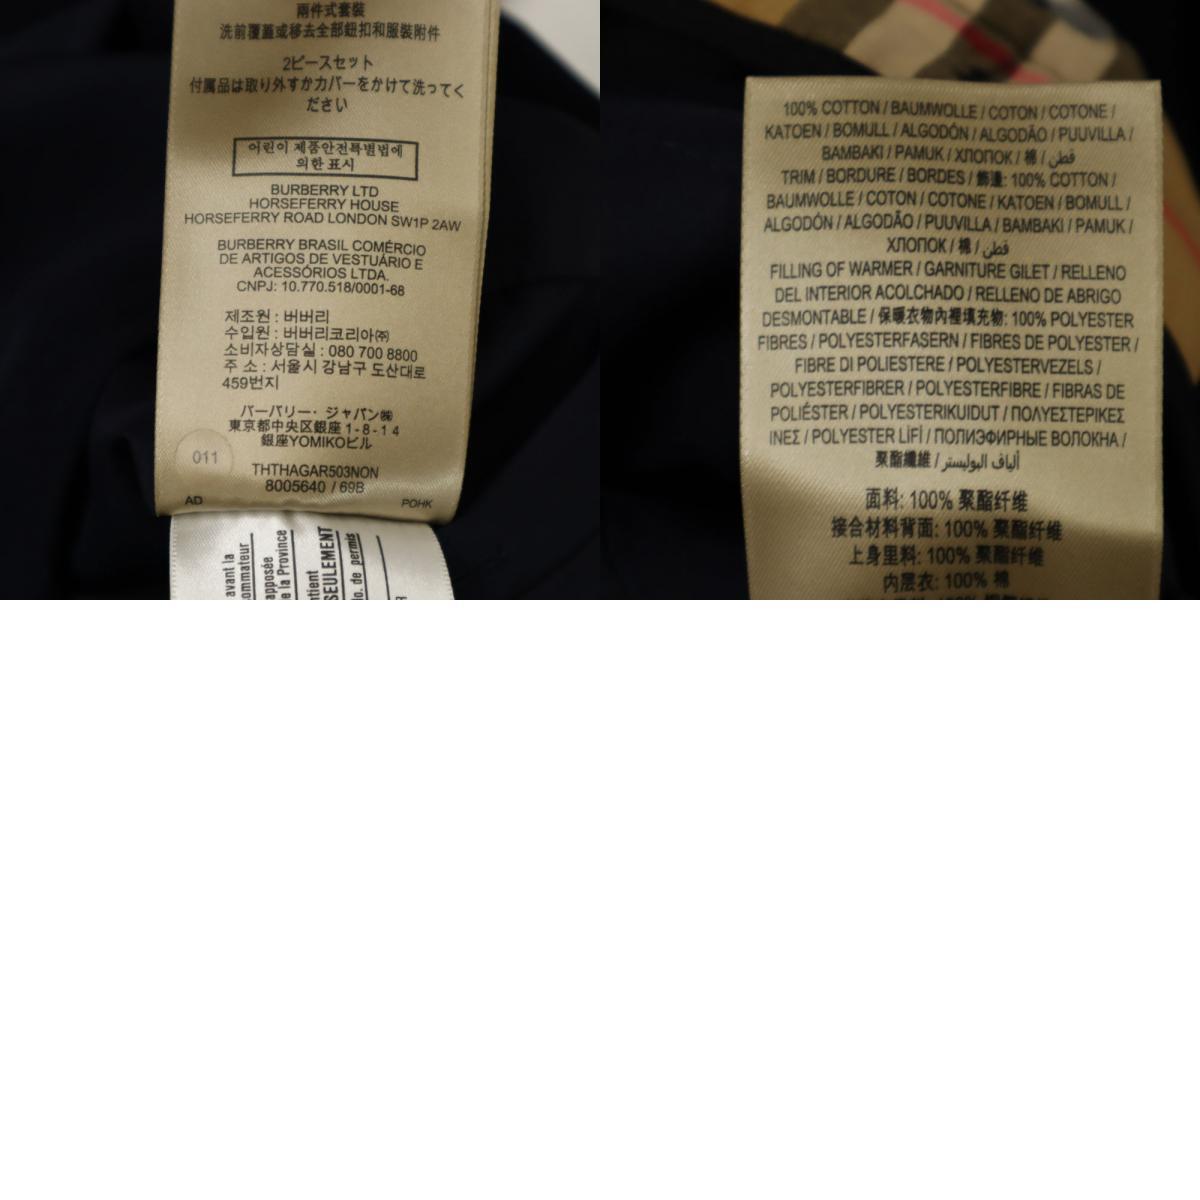 兩件式套裝
洗前覆蓋或移去全部鈕扣和服裝附件
2ピースセット
付属品は取り外すかカバーをかけて洗ってく
ださい
어린이 제품안전특별법에
의한 표시
BURBERRY LTD
HORSEFERRY HOUSE
HORSEFERRY ROAD LONDON SW1P 2AW
BURBERRY BRASIL COMÉRCIO
DE ARTIGOS DE VESTUÁRIO E
ACESSÓRIOS LTDA.
CNPJ: 10.770.518/0001-68
제조원 : 버버리
수입원 : 버버리코리아㈜
소비자상담실 : 080 700 8800
주 소 : 서울시 강남구 도산대로
459번지
バーバリー・ジャパン㈱
東京都中央区銀座 1 - 8 - 1 4
銀座YOMIKOビル
011
THTHAGAR503NON
8005640 / 69B
AD
POHK
avant la
ommateur
apposée
e la Province
ntient
SEULEMENT
No. de permis
100% COTTON / BAUMWOLLE / COTON / COTONE /
KATOEN / BOMULL / ALGODÓN / ALGODÃO / PUUVILLA /
BAMBAKI / PAMUK / ХЛОПОК / 棉 / قطن
TRIM / BORDURE / BORDES / 飾邊: 100% COTTON /
BAUMWOLLE / COTON / COTONE / KATOEN / BOMULL /
ALGODÓN / ALGODÃO / PUUVILLA / BAMBAKI / PAMUK /
ХЛОПОК / 棉 / قطن
FILLING OF WARMER / GARNITURE GILET / RELLENO
DEL INTERIOR ACOLCHADO / RELLENO DE ABRIGO
DESMONTABLE / 保暖衣物內裡填充物: 100% POLYESTER
FIBRES / POLYESTERFASERN / FIBRES DE POLYESTER /
FIBRE DI POLIESTERE / POLYESTERVEZELS /
POLYESTERFIBRER / POLYESTERFIBRE / FIBRAS DE
POLIÉSTER / POLYESTERIKUIDUT / ΠΟΛΥΕΣΤΕΡΙΚΕΣ
ΙΝΕΣ / POLYESTER LİFİ / ПОЛИЭФИРНЫЕ ВОЛОКНА /
聚酯纖維 / ألياف البوليستر
面料: 100% 聚酯纤维
接合材料背面: 100% 聚酯纤维
上身里料: 100% 聚酯纤维
内层衣: 100% 棉